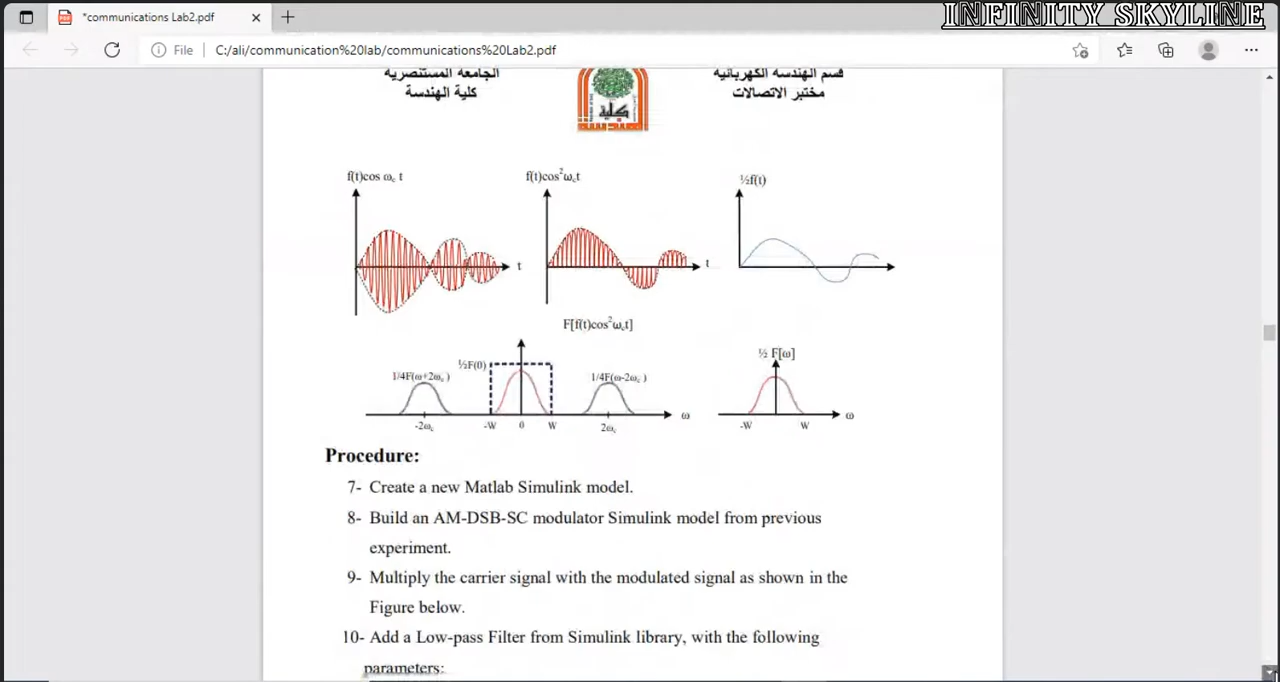 *communications Lab2.pdf
INFINITY SKYLINE
File C:/ali/communication%20lab/communications%20Lab2.pdf
قسم الهندسة الكهربائية
الجامعة المستنصرية
مختبر الاتصالات
كلية الهندسة
كلية
f(t)cos ωc t
f(t)cos²ωct
½f(t)
t
t
F[f(t)cos²ωct]
½F(0)
½ F[ω]
1/4F(ω+2ωc )
1/4F(ω-2ωc )
ω
ω
-2ωc -W 0 W 2ωc -W W
Procedure:
7- Create a new Matlab Simulink model.
8- Build an AM-DSB-SC modulator Simulink model from previous
experiment.
9- Multiply the carrier signal with the modulated signal as shown in the
Figure below.
10- Add a Low-pass Filter from Simulink library, with the following
parameters: